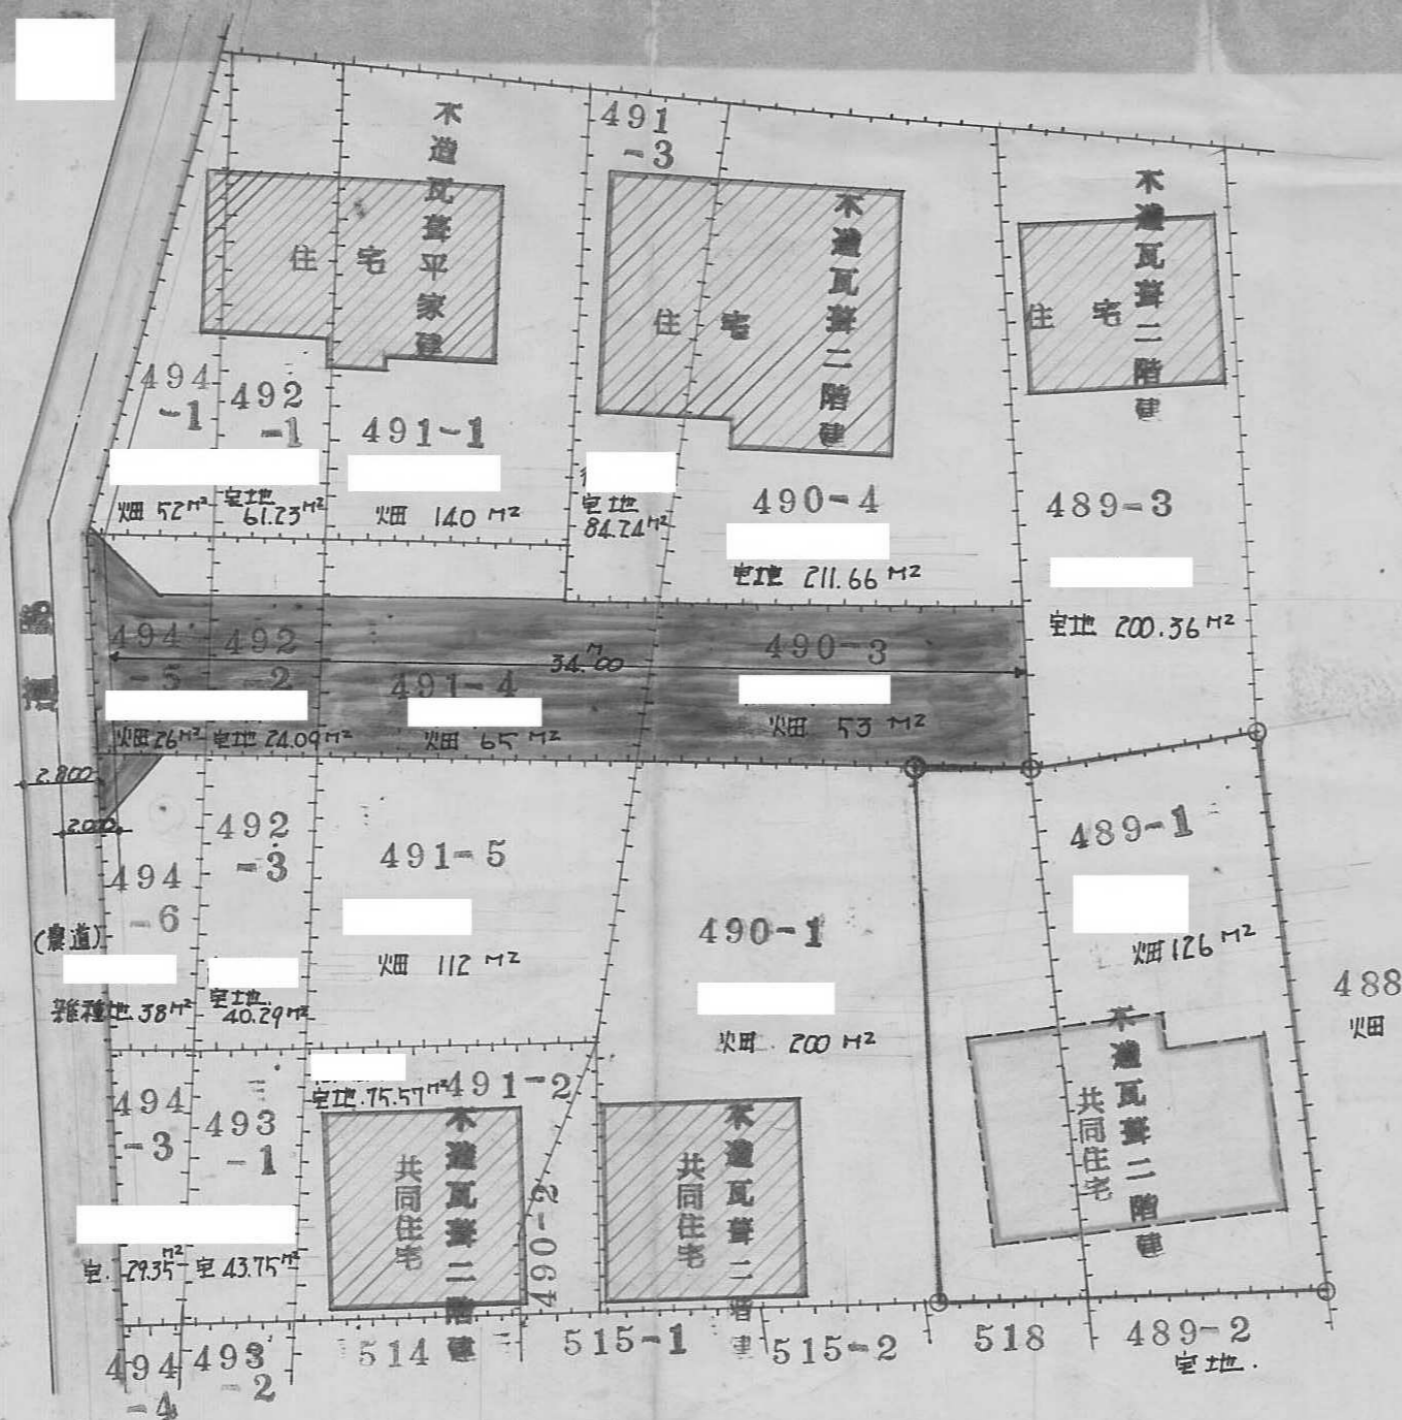 木造瓦葺平家建
住宅
491
-3
木造瓦葺二階建
住宅
木造瓦葺二階建
住宅
494
-1
492
-1
491-1
490-4
489-3
畑 52M²
宅地
61.23M²
畑 140 M²
宅地
84.24M²
宅地 211.66 M²
宅地 200.36 M²
494
-5
492
-2
491-4
34.00M
490-3
畑 26M²
宅地 24.09M²
畑 65 M²
畑 53 M²
2.800
2.000
494
-6
492
-3
491-5
490-1
489-1
(農道)
雑種地 38M²
宅地.
40.29M²
畑 112 M²
畑. 200 M²
畑 126 M²
488
畑
494
-3
493
-1
宅地.75.57M²
491-2
木造瓦葺二階建
共同住宅
490-2
木造瓦葺二階建
共同住宅
木造瓦葺二階建
共同住宅
宅. 29.35M²
宅 43.75M²
494
-4
493
-2
514
515-1
515-2
518
489-2
宅地.